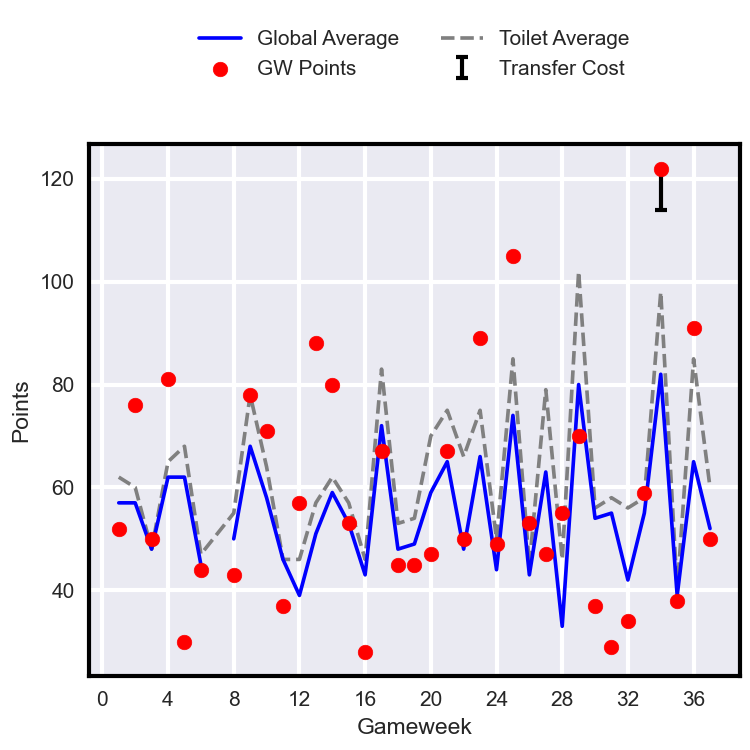 Global Average Toilet Average
GW Points Transfer Cost
120
100
80
60
40
Points
0 4 8 12 16 20 24 28 32 36
Gameweek